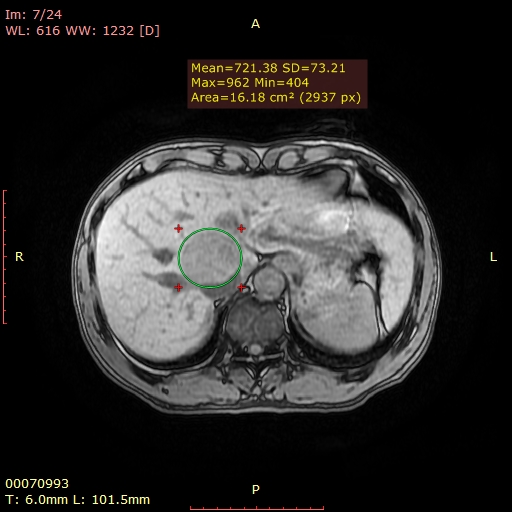 Im: 7/24
WL: 616 WW: 1232 [D]
A
Mean=721.38 SD=73.21
Max=962 Min=404
Area=16.18 cm² (2937 px)
R
L
00070993
T: 6.0mm L: 101.5mm
P